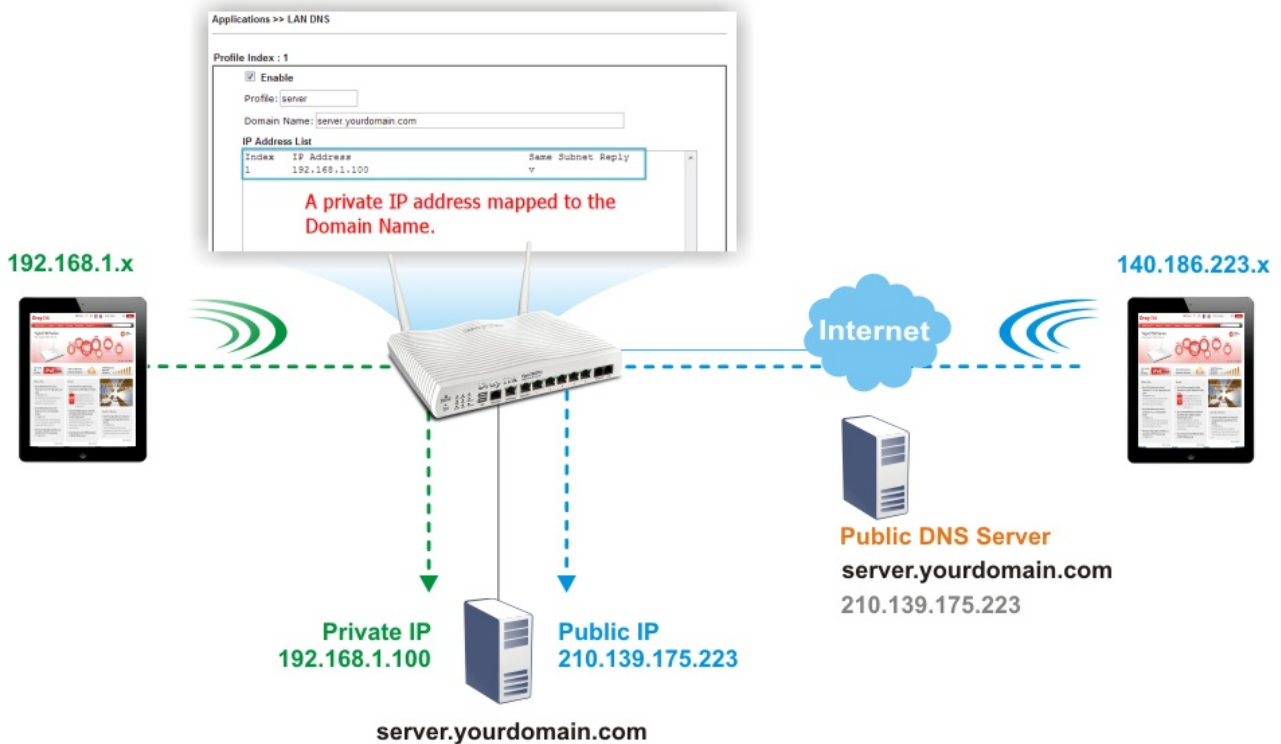 Applications >> LAN DNS
Profile Index : 1
Enable
Profile: server
Domain Name: server.yourdomain.com
IP Address List
Index IP Address Same Subnet Reply
1 192.168.1.100 v
A private IP address mapped to the
Domain Name.
192.168.1.x
140.186.223.x
Internet
Public DNS Server
server.yourdomain.com
210.139.175.223
Private IP
192.168.1.100
Public IP
210.139.175.223
server.yourdomain.com